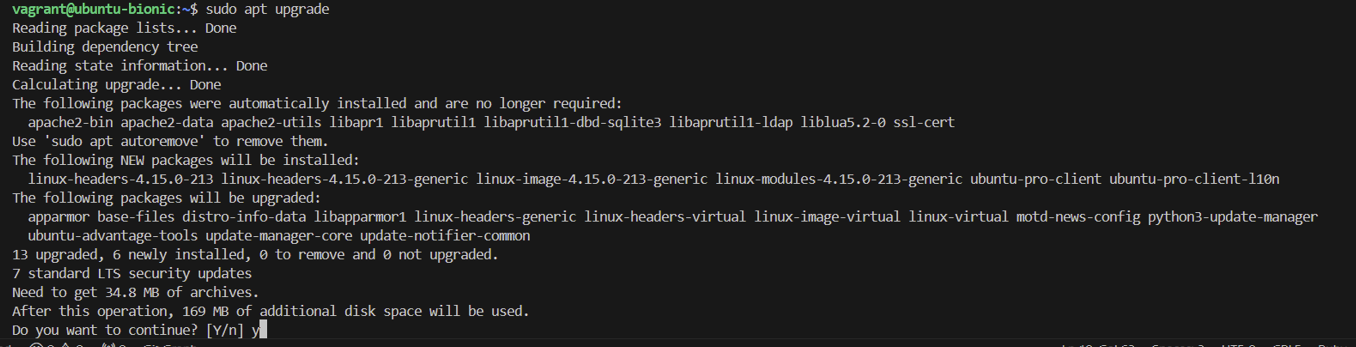 vagrant@ubuntu-bionic:~$ sudo apt upgrade
Reading package lists... Done
Building dependency tree
Reading state information... Done
Calculating upgrade... Done
The following packages were automatically installed and are no longer required:
  apache2-bin apache2-data apache2-utils libapr1 libaprutil1 libaprutil1-dbd-sqlite3 libaprutil1-ldap liblua5.2-0 ssl-cert
Use 'sudo apt autoremove' to remove them.
The following NEW packages will be installed:
  linux-headers-4.15.0-213 linux-headers-4.15.0-213-generic linux-image-4.15.0-213-generic linux-modules-4.15.0-213-generic ubuntu-pro-client ubuntu-pro-client-l10n
The following packages will be upgraded:
  apparmor base-files distro-info-data libapparmor1 linux-headers-generic linux-headers-virtual linux-image-virtual linux-virtual motd-news-config python3-update-manager
  ubuntu-advantage-tools update-manager-core update-notifier-common
13 upgraded, 6 newly installed, 0 to remove and 0 not upgraded.
7 standard LTS security updates
Need to get 34.8 MB of archives.
After this operation, 169 MB of additional disk space will be used.
Do you want to continue? [Y/n] y